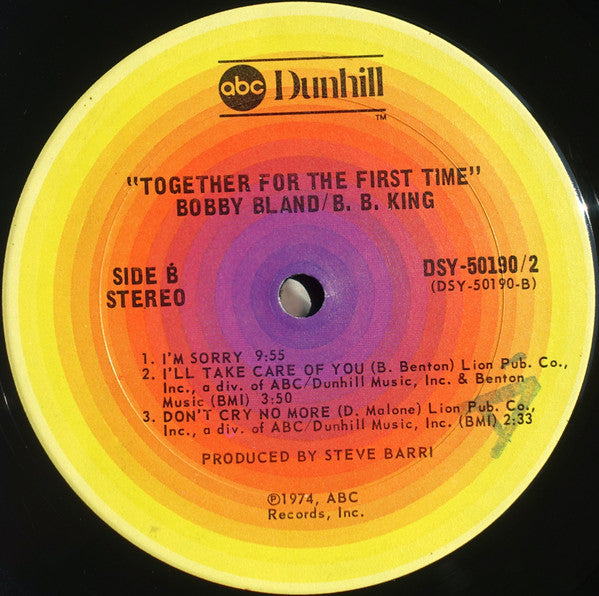 abc Dunhill
™
"TOGETHER FOR THE FIRST TIME"
BOBBY BLAND/B. B. KING
SIDE B
STEREO
DSY-50190/2
(DSY-50190-B)
1. I'M SORRY 9:55
2. I'LL TAKE CARE OF YOU (B. Benton) Lion Pub. Co.,
Inc., a div. of ABC/Dunhill Music, Inc. & Benton
Music (BMI) 3:50
3. DON'T CRY NO MORE (D. Malone) Lion Pub. Co.,
Inc., a div. of ABC/Dunhill Music, Inc. (BMI) 2:33
PRODUCED BY STEVE BARRI
℗1974, ABC
Records, Inc.